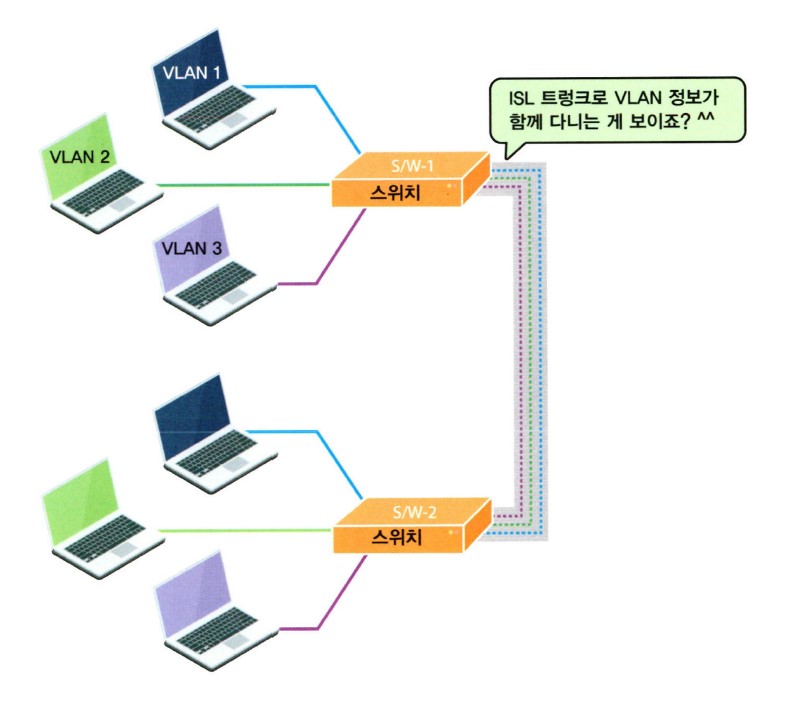 VLAN 1
ISL 트렁크로 VLAN 정보가
함께 다니는 게 보이죠? ^^
VLAN 2
S/W-1
스위치
VLAN 3
S/W-2
스위치